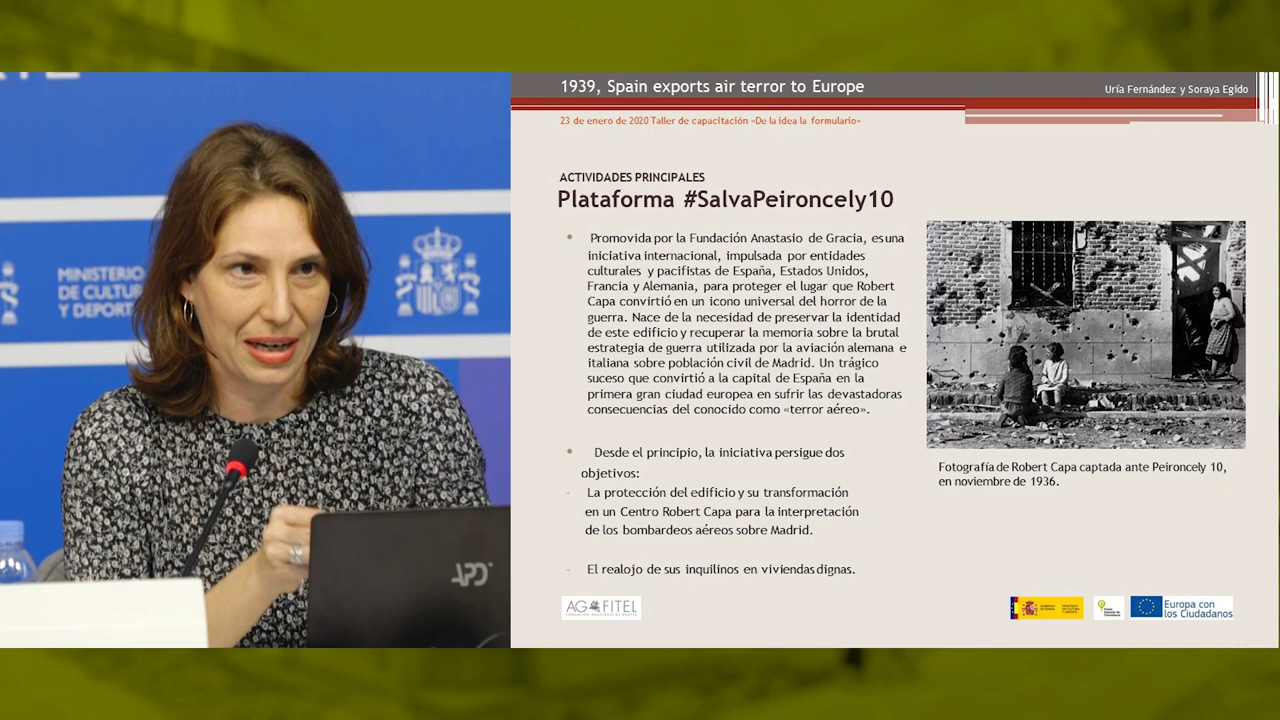 MINISTERIO
DE CULTUR
Y DEPORT
APD
1939, Spain exports air terror to Europe
Uría Fernández y Soraya Egido
23 de enero de 2020 Taller de capacitación «De la idea la formulario»
ACTIVIDADES PRINCIPALES
Plataforma #SalvaPeironcely10
Promovida por la Fundación Anastasio de Gracia, es una
iniciativa internacional, impulsada por entidades
culturales y pacifistas de España, Estados Unidos,
Francia y Alemania, para proteger el lugar que Robert
Capa convirtió en un icono universal del horror de la
guerra. Nace de la necesidad de preservar la identidad
de este edificio y recuperar la memoria sobre la brutal
estrategia de guerra utilizada por la aviación alemana e
italiana sobre población civil de Madrid. Un trágico
suceso que convirtió a la capital de España en la
primera gran ciudad europea en sufrir las devastadoras
consecuencias del conocido como «terror aéreo».
Desde el principio, la iniciativa persigue dos
objetivos:
- La protección del edificio y su transformación
en un Centro Robert Capa para la interpretación
de los bombardeos aéreos sobre Madrid.
- El realojo de sus inquilinos en viviendas dignas.
Fotografía de Robert Capa captada ante Peironcely 10,
en noviembre de 1936.
AG FITEL
Europa con
los Ciudadanos